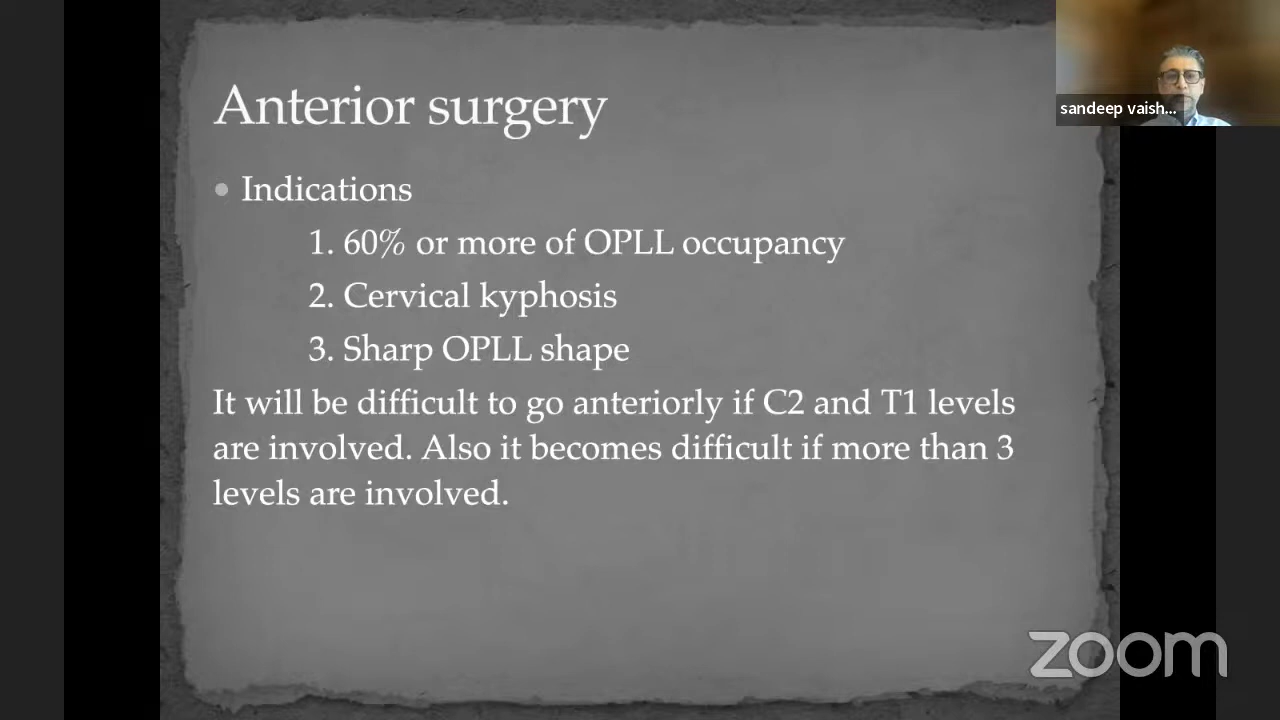 sandeep vaish...
Anterior surgery
Indications
1. 60% or more of OPLL occupancy
2. Cervical kyphosis
3. Sharp OPLL shape
It will be difficult to go anteriorly if C2 and T1 levels
are involved. Also it becomes difficult if more than 3
levels are involved.
zoom